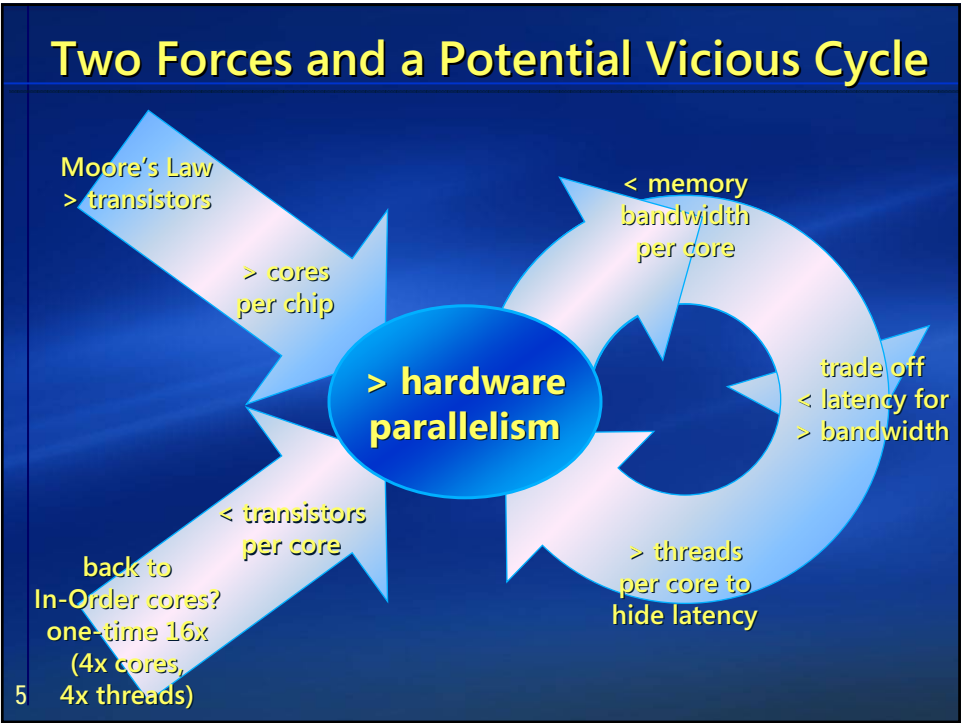 Two Forces and a Potential Vicious Cycle
Moore's Law
> transistors
> cores
per chip
> hardware
parallelism
< transistors
per core
back to
In-Order cores?
one-time 16x
(4x cores,
4x threads)
< memory
bandwidth
per core
trade off
< latency for
> bandwidth
> threads
per core to
hide latency
5